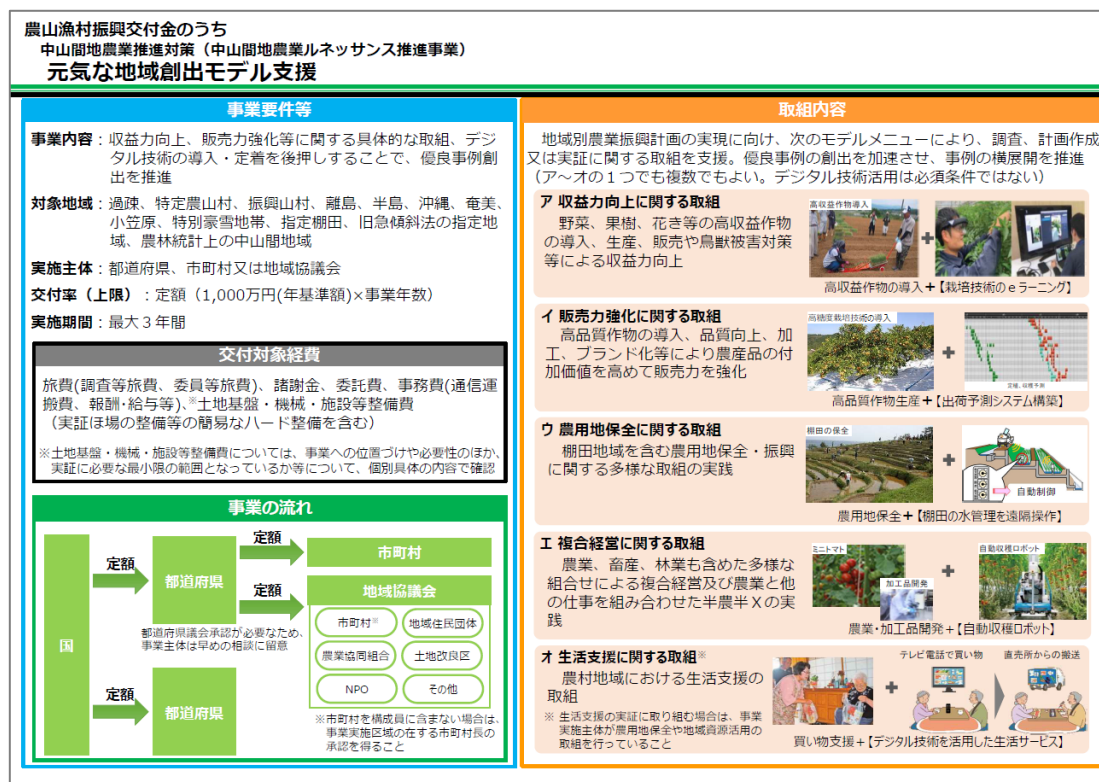 農山漁村振興交付金のうち
中山間地農業推進対策（中山間地農業ルネッサンス推進事業）
元気な地域創出モデル支援
事業要件等
事業内容：収益力向上、販売力強化等に関する具体的な取組、デジ
タル技術の導入・定着を後押しすることで、優良事例創
出を推進
対象地域：過疎、特定農山村、振興山村、離島、半島、沖縄、奄美、
小笠原、特別豪雪地帯、指定棚田、旧急傾斜法の指定地
域、農林統計上の中山間地域
実施主体：都道府県、市町村又は地域協議会
交付率（上限）：定額（1,000万円(年基準額)×事業年数）
実施期間：最大３年間
交付対象経費
旅費(調査等旅費、委員等旅費)、諸謝金、委託費、事務費(通信運
搬費、報酬･給与等)、※土地基盤・機械・施設等整備費
（実証ほ場の整備等の簡易なハード整備を含む）
※土地基盤・機械・施設等整備費については、事業への位置づけや必要性のほか、
実証に必要な最小限の範囲となっているか等について、個別具体の内容で確認
事業の流れ
国
定額
都道府県
定額
市町村
定額
地域協議会
市町村※
地域住民団体
農業協同組合
土地改良区
NPO
その他
都道府県議会承認が必要なため、
事業主体は早めの相談に留意
定額
都道府県
※市町村を構成員に含まない場合は、
事業実施区域の在する市町村長の
承認を得ること
取組内容
地域別農業振興計画の実現に向け、次のモデルメニューにより、調査、計画作成
又は実証に関する取組を支援。優良事例の創出を加速させ、事例の横展開を推進
（ア～オの１つでも複数でもよい。デジタル技術活用は必須条件ではない）
ア 収益力向上に関する取組
野菜、果樹、花き等の高収益作物
の導入、生産、販売や鳥獣被害対策
等による収益力向上
高収益作物導入
+
高収益作物の導入＋【栽培技術のｅラーニング】
イ 販売力強化に関する取組
高品質作物の導入、品質向上、加
工、ブランド化等により農産品の付
加価値を高めて販売力を強化
高糖度栽培技術の導入
+
定植、収穫予測
高品質作物生産＋【出荷予測システム構築】
ウ 農用地保全に関する取組
棚田地域を含む農用地保全・振興
に関する多様な取組の実践
棚田の保全
+
自動制御
農用地保全＋【棚田の水管理を遠隔操作】
エ 複合経営に関する取組
農業、畜産、林業も含めた多様な
組合せによる複合経営及び農業と他
の仕事を組み合わせた半農半Ｘの実
践
ミニトマト
加工品開発
+
自動収穫ロボット
農業・加工品開発＋【自動収穫ロボット】
オ 生活支援に関する取組※
農村地域における生活支援の
取組
※ 生活支援の実証に取り組む場合は、事業
実施主体が農用地保全や地域資源活用の
取組を行っていること
+
テレビ電話で買い物
直売所からの搬送
買い物支援＋【デジタル技術を活用した生活サービス】